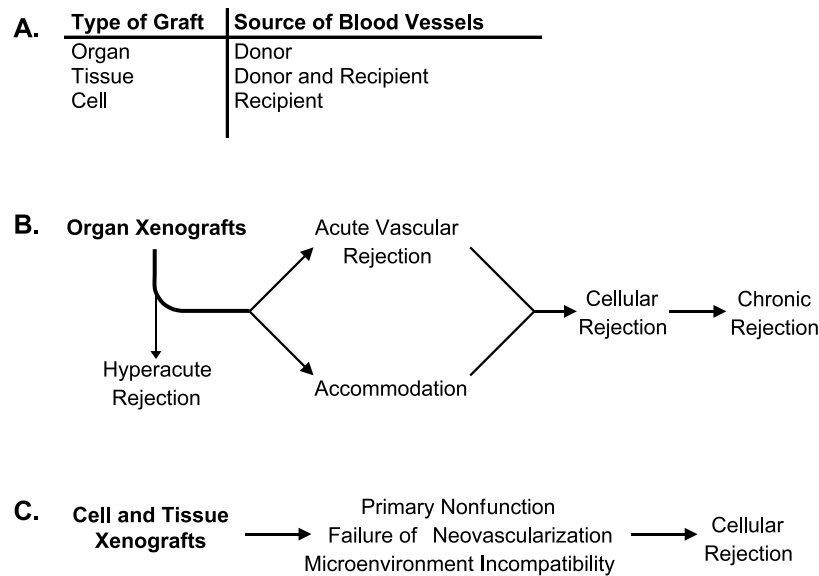 A.
Type of Graft Source of Blood Vessels
Organ Donor
Tissue Donor and Recipient
Cell Recipient
B.
Organ Xenografts
Acute Vascular
Rejection
Hyperacute
Rejection
Accommodation
Cellular
Rejection
Chronic
Rejection
C.
Cell and Tissue
Xenografts
Primary Nonfunction
Failure of Neovascularization
Microenvironment Incompatibility
Cellular
Rejection